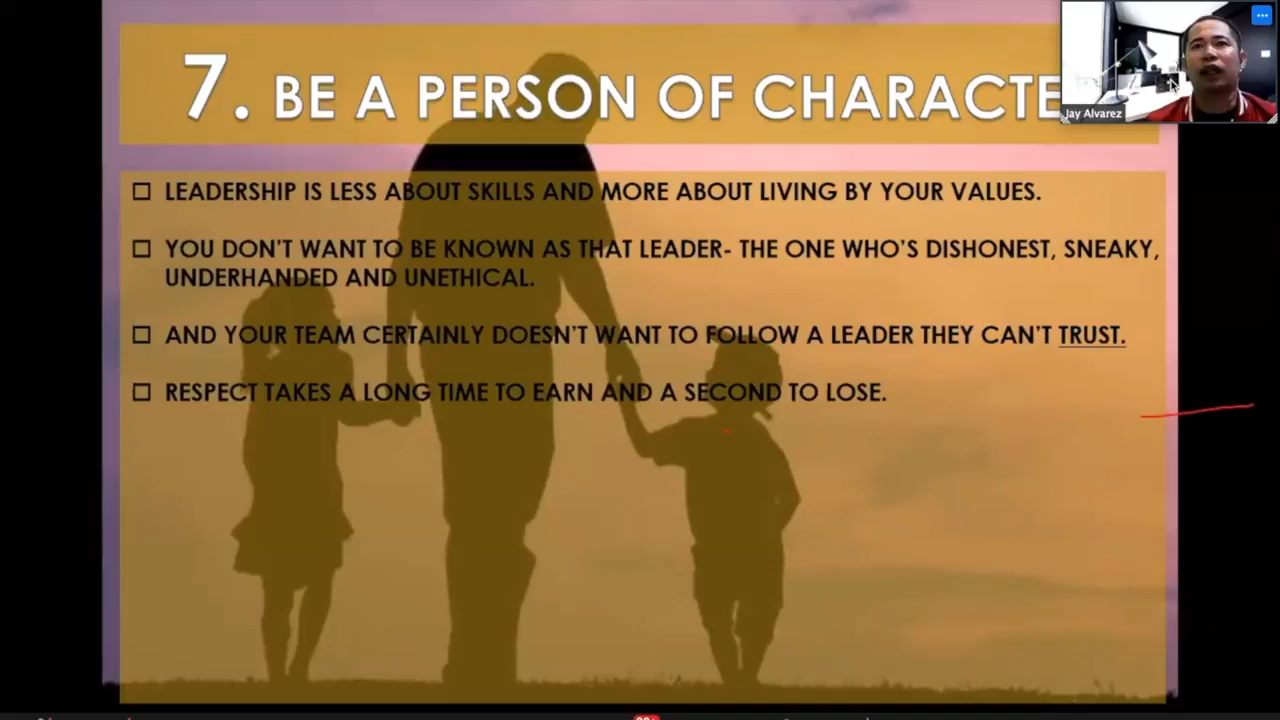 7. BE A PERSON OF CHARACTE
Jay Alvarez
☐ LEADERSHIP IS LESS ABOUT SKILLS AND MORE ABOUT LIVING BY YOUR VALUES.
☐ YOU DON'T WANT TO BE KNOWN AS THAT LEADER- THE ONE WHO'S DISHONEST, SNEAKY,
UNDERHANDED AND UNETHICAL.
☐ AND YOUR TEAM CERTAINLY DOESN'T WANT TO FOLLOW A LEADER THEY CAN'T TRUST.
☐ RESPECT TAKES A LONG TIME TO EARN AND A SECOND TO LOSE.